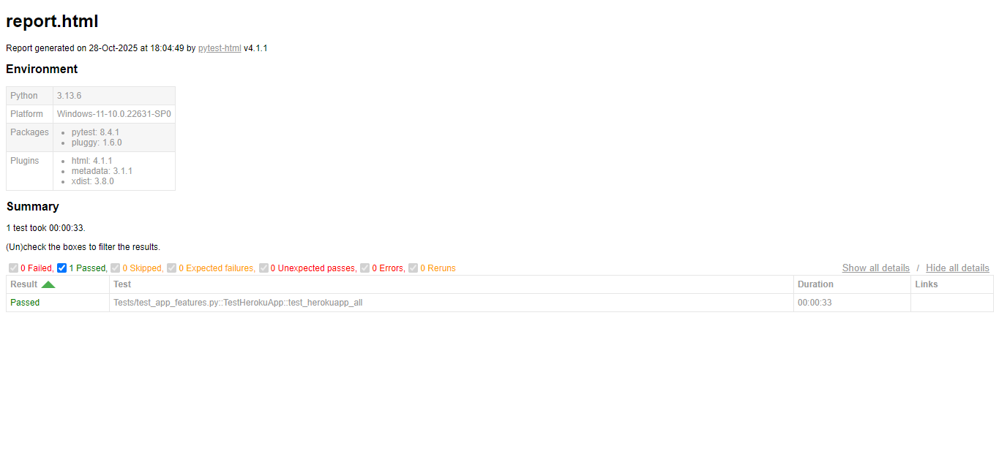 report.html
Report generated on 28-Oct-2025 at 18:04:49 by pytest-html v4.1.1
Environment
Python 3.13.6
Platform Windows-11-10.0.22631-SP0
Packages
pytest: 8.4.1
pluggy: 1.6.0
Plugins
html: 4.1.1
metadata: 3.1.1
xdist: 3.8.0
Summary
1 test took 00:00:33.
(Un)check the boxes to filter the results.
0 Failed, 1 Passed, 0 Skipped, 0 Expected failures, 0 Unexpected passes, 0 Errors, 0 Reruns Show all details / Hide all details
Result Test Duration Links
Passed Tests/test_app_features.py::TestHerokuApp::test_herokuapp_all 00:00:33